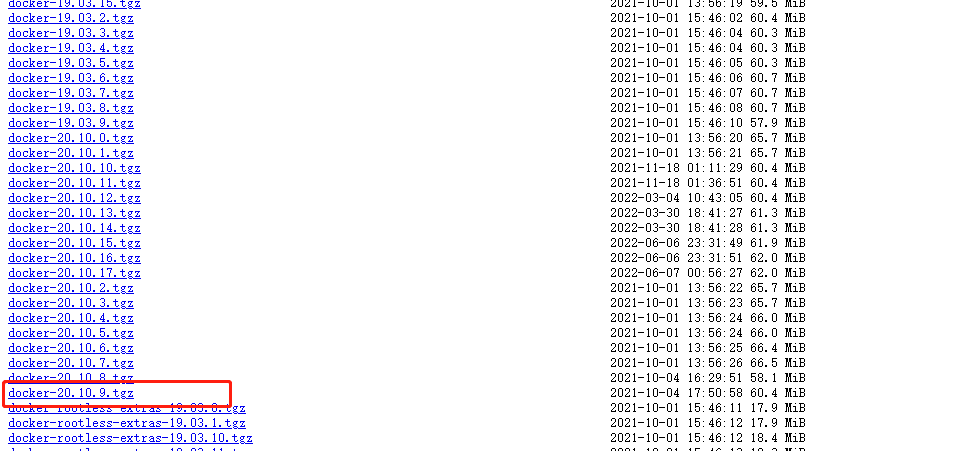 docker-19.03.15.tgz 2021-10-01 13:56:19 59.5 MiB
docker-19.03.2.tgz 2021-10-01 15:46:02 60.4 MiB
docker-19.03.3.tgz 2021-10-01 15:46:04 60.3 MiB
docker-19.03.4.tgz 2021-10-01 15:46:04 60.3 MiB
docker-19.03.5.tgz 2021-10-01 15:46:05 60.3 MiB
docker-19.03.6.tgz 2021-10-01 15:46:06 60.7 MiB
docker-19.03.7.tgz 2021-10-01 15:46:07 60.7 MiB
docker-19.03.8.tgz 2021-10-01 15:46:08 60.7 MiB
docker-19.03.9.tgz 2021-10-01 15:46:10 57.9 MiB
docker-20.10.0.tgz 2021-10-01 13:56:20 65.7 MiB
docker-20.10.1.tgz 2021-10-01 13:56:21 65.7 MiB
docker-20.10.10.tgz 2021-11-18 01:11:29 60.4 MiB
docker-20.10.11.tgz 2021-11-18 01:36:51 60.4 MiB
docker-20.10.12.tgz 2022-03-04 10:43:05 60.4 MiB
docker-20.10.13.tgz 2022-03-30 18:41:27 61.3 MiB
docker-20.10.14.tgz 2022-03-30 18:41:28 61.3 MiB
docker-20.10.15.tgz 2022-06-06 23:31:49 61.9 MiB
docker-20.10.16.tgz 2022-06-06 23:31:51 62.0 MiB
docker-20.10.17.tgz 2022-06-07 00:56:27 62.0 MiB
docker-20.10.2.tgz 2021-10-01 13:56:22 65.7 MiB
docker-20.10.3.tgz 2021-10-01 13:56:23 65.7 MiB
docker-20.10.4.tgz 2021-10-01 13:56:24 66.0 MiB
docker-20.10.5.tgz 2021-10-01 13:56:24 66.0 MiB
docker-20.10.6.tgz 2021-10-01 13:56:25 66.4 MiB
docker-20.10.7.tgz 2021-10-01 13:56:26 66.5 MiB
docker-20.10.8.tgz 2021-10-04 16:29:51 58.1 MiB
docker-20.10.9.tgz 2021-10-04 17:50:58 60.4 MiB
docker-rootless-extras-19.03.0.tgz 2021-10-01 15:46:11 17.9 MiB
docker-rootless-extras-19.03.1.tgz 2021-10-01 15:46:12 17.9 MiB
docker-rootless-extras-19.03.10.tgz 2021-10-01 15:46:12 18.4 MiB